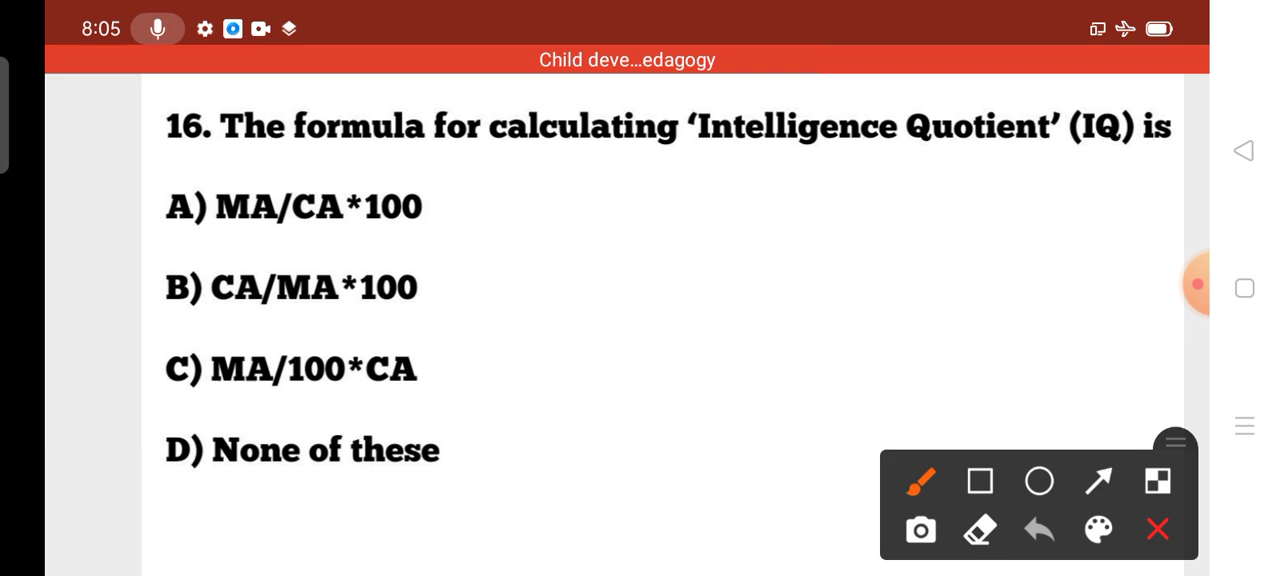 8:05
Child deve...edagogy
16. The formula for calculating ‘Intelligence Quotient’ (IQ) is
A) MA/CA*100
B) CA/MA*100
C) MA/100*CA
D) None of these